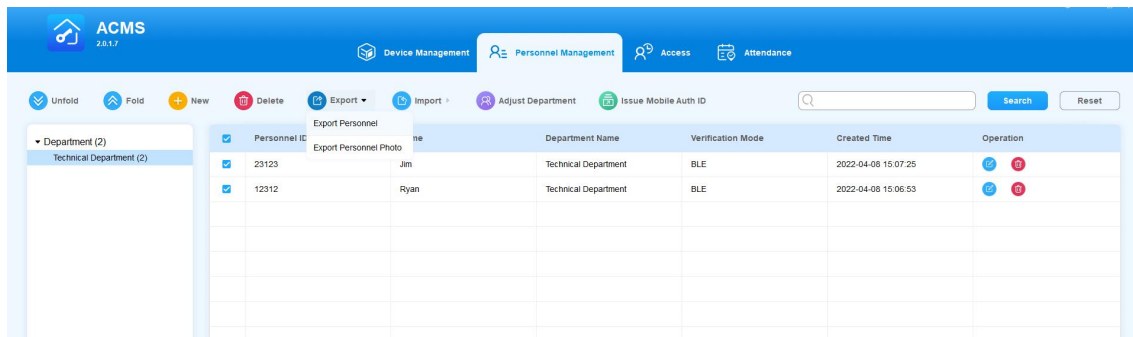 ACMS
2.0.1.7
Device Management Personnel Management Access Attendance
Unfold Fold New Delete Export Import Adjust Department Issue Mobile Auth ID Search Reset
Export Personnel
Export Personnel Photo
Department (2)
Technical Department (2)
Personnel ID me Department Name Verification Mode Created Time Operation
23123 Jim Technical Department BLE 2022-04-08 15:07:25
12312 Ryan Technical Department BLE 2022-04-08 15:06:53